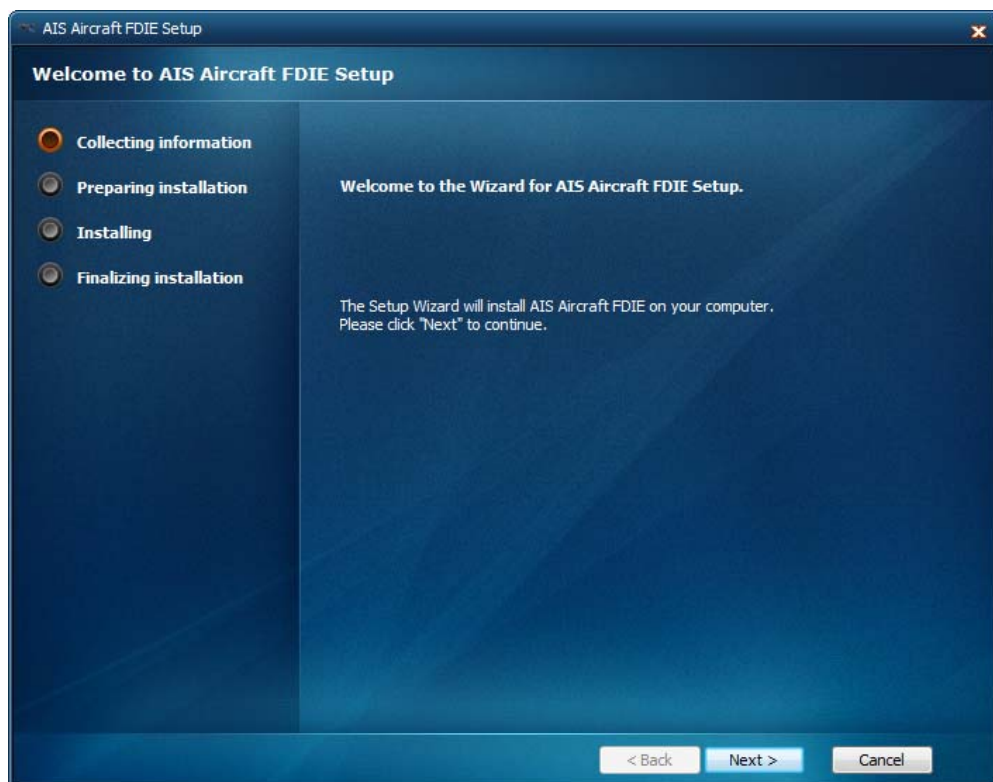 AIS Aircraft FDIE Setup
Welcome to AIS Aircraft FDIE Setup
Collecting information
Preparing installation
Installing
Finalizing installation
Welcome to the Wizard for AIS Aircraft FDIE Setup.
The Setup Wizard will install AIS Aircraft FDIE on your computer.
Please click "Next" to continue.
< Back
Next >
Cancel